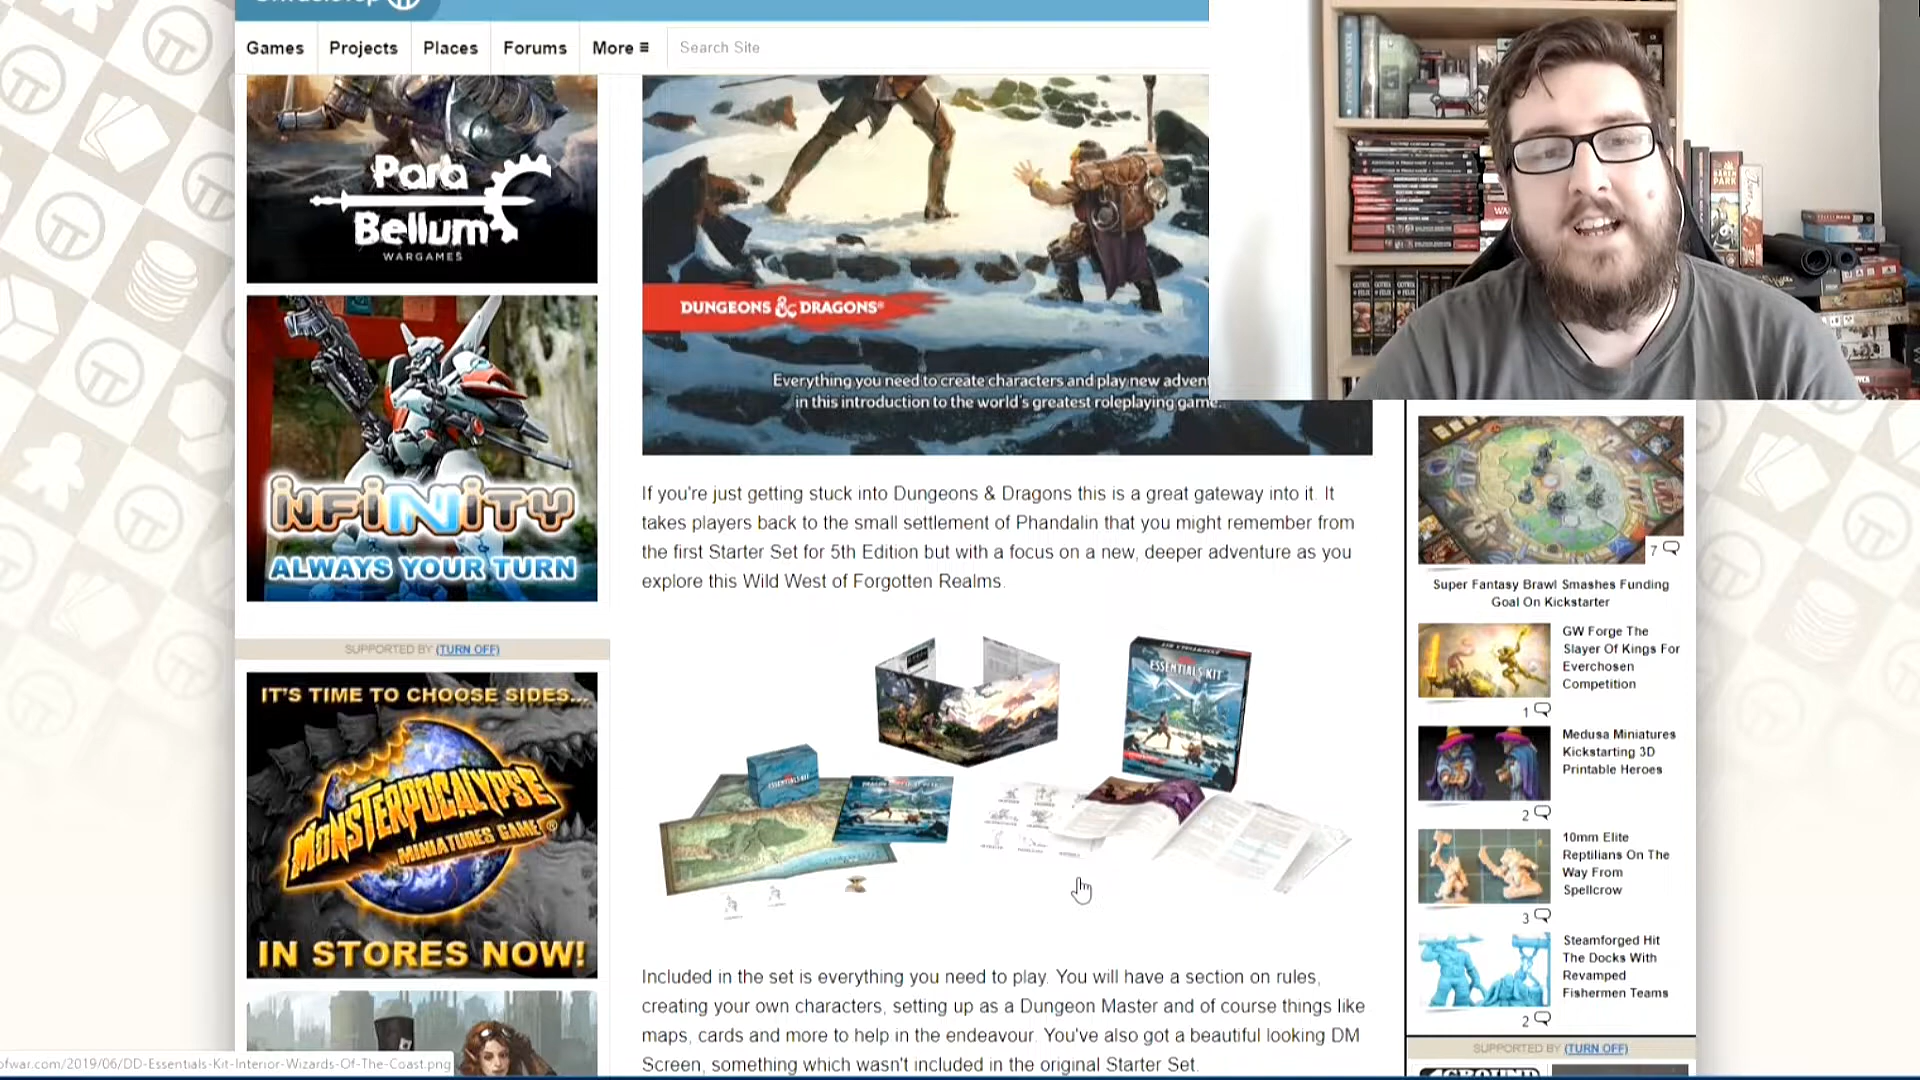 Games
Projects
Places
Forums
More
Search Site
Para
Bellum
WARGAMES
INFINITY
ALWAYS YOUR TURN
SUPPORTED BY (TURN OFF)
IT'S TIME TO CHOOSE SIDES...
MONSTERPOCALYPSE
MINIATURES GAME
IN STORES NOW!
DUNGEONS & DRAGONS
Everything you need to create characters and play new
in this introduction to the world's greatest roleplaying game.
If you're just getting stuck into Dungeons & Dragons this is a great gateway into it. It
takes players back to the small settlement of Phandalin that you might remember from
the first Starter Set for 5th Edition but with a focus on a new, deeper adventure as you
explore this Wild West of Forgotten Realms.
ESSENTIALS KIT
ESSENTIALS KIT
Included in the set is everything you need to play. You will have a section on rules,
creating your own characters, setting up as a Dungeon Master and of course things like
maps, cards and more to help in the endeavour. You've also got a beautiful looking DM
Screen, something which wasn't included in the original Starter Set.
7
Super Fantasy Brawl Smashes Funding
Goal On Kickstarter
GW Forge The
Slayer Of Kings For
Everchosen
Competition
1
Medusa Miniatures
Kickstarting 3D
Printable Heroes
2
10mm Elite
Reptilians On The
Way From
Spellcrow
3
Steamforged Hit
The Docks With
Revamped
Fishermen Teams
2
SUPPORTED BY (TURN OFF)
ofwar.com/2019/06/DD-Essentials-Kit-Interior-Wizards-Of-The-Coast.png